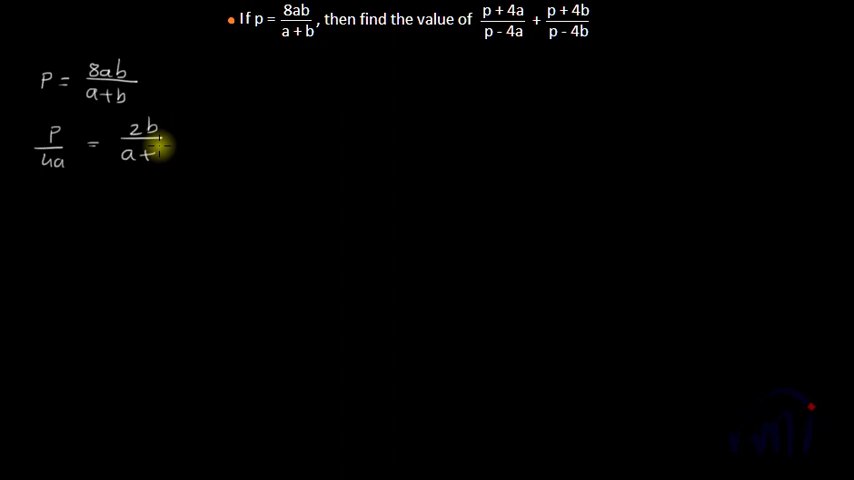 • If p = 8ab / a + b, then find the value of p + 4a / p - 4a + p + 4b / p - 4b
P = 8ab / a+b
P / 4a = 2b / a+